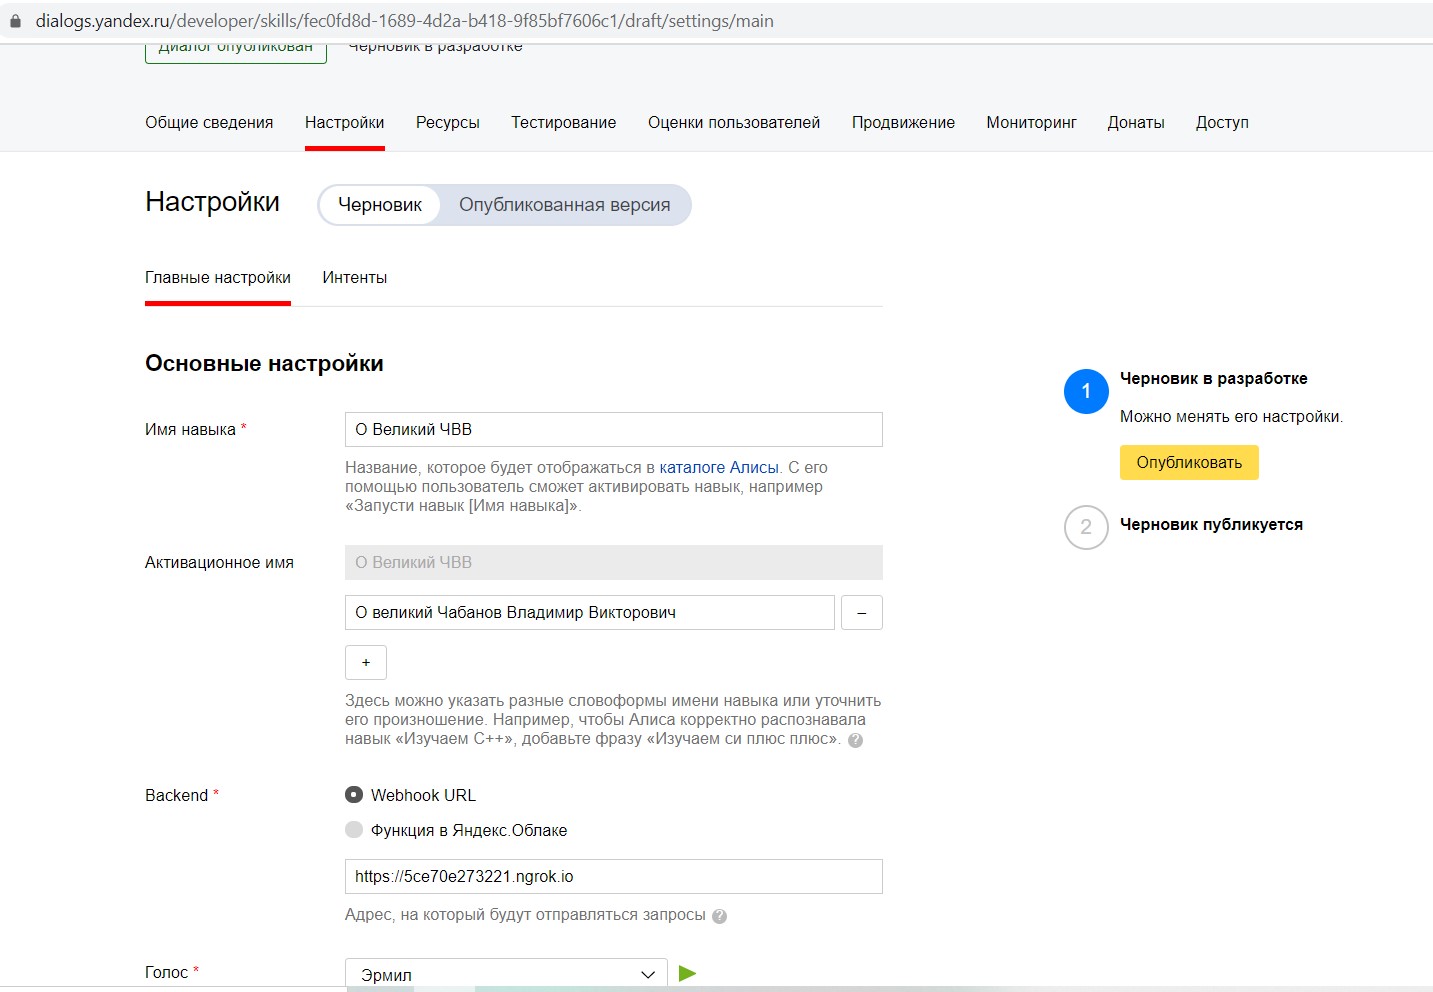 dialogs.yandex.ru/developer/skills/fec0fd8d-1689-4d2a-b418-9f85bf7606c1/draft/settings/main
Диалог опубликован Черновик в разработке
Общие сведения Настройки Ресурсы Тестирование Оценки пользователей Продвижение Мониторинг Донаты Доступ
Настройки Черновик Опубликованная версия
Главные настройки Интенты
Основные настройки
Имя навыка * О Великий ЧВВ
Название, которое будет отображаться в каталоге Алисы. С его
помощью пользователь сможет активировать навык, например
«Запусти навык [Имя навыка]».
Активационное имя О Великий ЧВВ
О великий Чабанов Владимир Викторович –
+
Здесь можно указать разные словоформы имени навыка или уточнить
его произношение. Например, чтобы Алиса корректно распознавала
навык «Изучаем C++», добавьте фразу «Изучаем си плюс плюс». ?
Backend * Webhook URL
Функция в Яндекс.Облаке
https://5ce70e273221.ngrok.io
Адрес, на который будут отправляться запросы ?
Голос * Эрмил
1 Черновик в разработке
Можно менять его настройки.
Опубликовать
2 Черновик публикуется